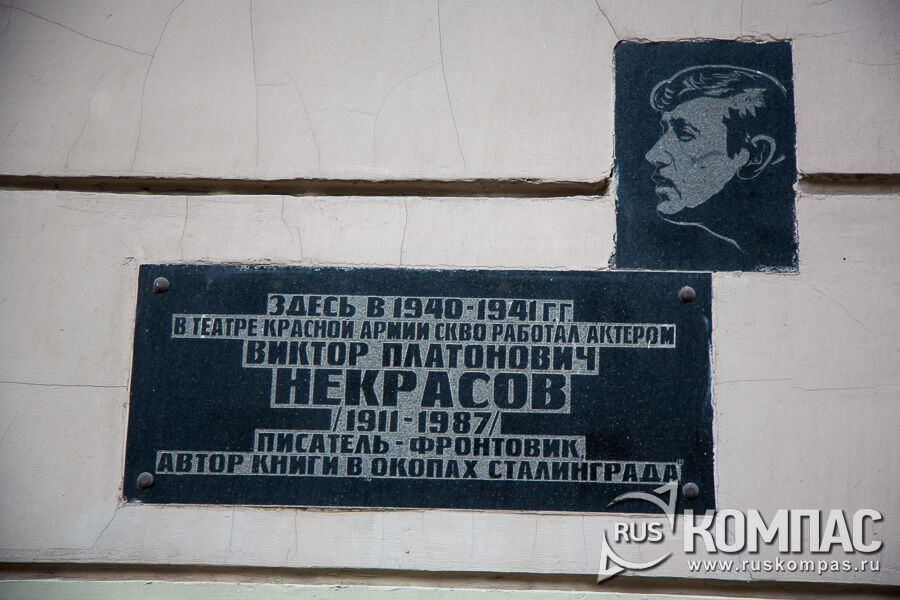 ЗДЕСЬ В 1940-1941 ГГ.
В ТЕАТРЕ КРАСНОЙ АРМИИ СКВО РАБОТАЛ АКТЕРОМ
ВИКТОР ПЛАТОНОВИЧ
НЕКРАСОВ
/1911-1987/
ПИСАТЕЛЬ-ФРОНТОВИК
АВТОР КНИГИ „В ОКОПАХ СТАЛИНГРАДА"
RUS КОМПАС
www.ruskompas.ru